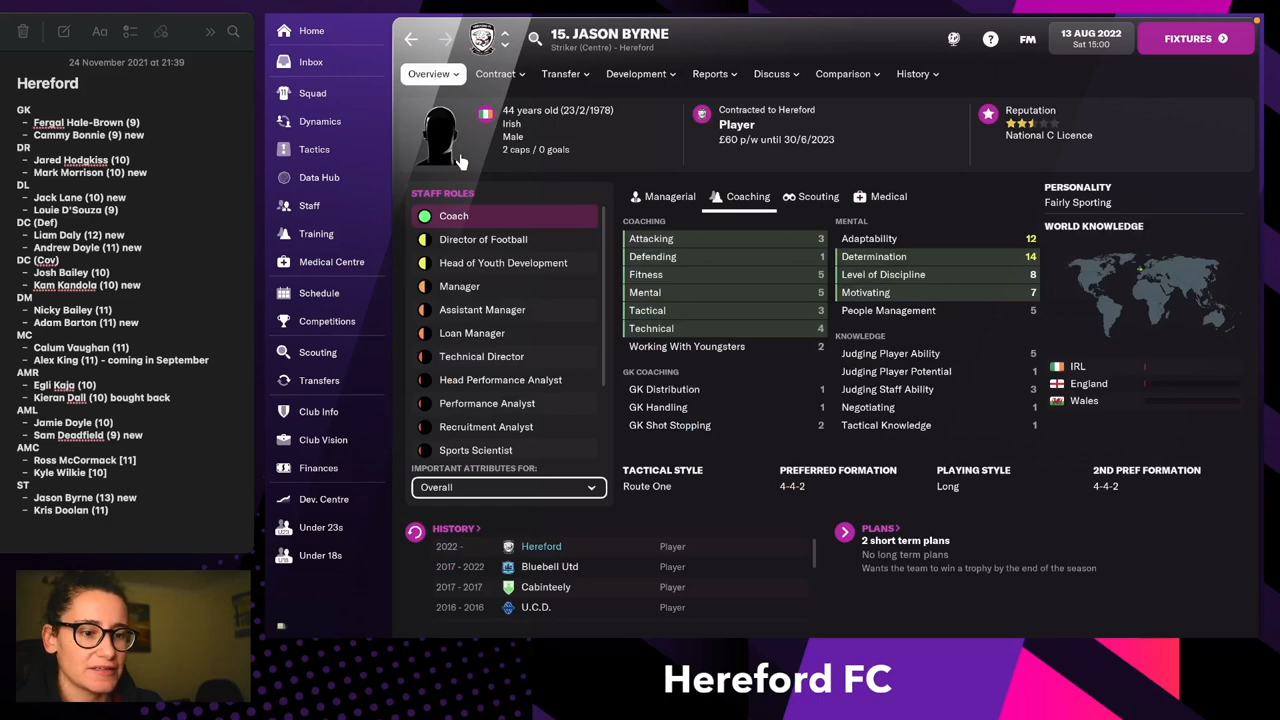 24 November 2021 at 21:39
Hereford
GK
Fergal Hale-Brown (9)
Cammy Bonnie (9) new
DR
Jared Hodgkiss (10)
Mark Morrison (10) new
DL
Jack Lane (10) new
Louie D'Souza (9)
DC (Def)
Liam Daly (12) new
Andrew Doyle (11) new
DC (Cov)
Josh Bailey (10)
Kam Kandola (10) new
DM
Nicky Bailey (11)
Adam Barton (11) new
MC
Calum Vaughan (11)
Alex King (11) - coming in September
AMR
Egli Kaja (10)
Kieran Dall (10) bought back
AML
Jamie Doyle (10)
Sam Deadfield (9) new
AMC
Ross McCormack [11]
Kyle Wilkie [10]
ST
Jason Byrne (13) new
Kris Doolan (11)
Home
Inbox
Squad
Dynamics
Tactics
Data Hub
Staff
Training
Medical Centre
Schedule
Competitions
Scouting
Transfers
Club Info
Club Vision
Finances
Dev. Centre
Under 23s
Under 18s
15. JASON BYRNE
Striker (Centre) - Hereford
FM
13 AUG 2022
Sat 15:00
FIXTURES
Overview
Contract
Transfer
Development
Reports
Discuss
Comparison
History
44 years old (23/2/1978)
Irish
Male
2 caps / 0 goals
Contracted to Hereford
Player
£60 p/w until 30/6/2023
Reputation
National C Licence
STAFF ROLES
Coach
Director of Football
Head of Youth Development
Manager
Assistant Manager
Loan Manager
Technical Director
Head Performance Analyst
Performance Analyst
Recruitment Analyst
Sports Scientist
IMPORTANT ATTRIBUTES FOR:
Overall
Managerial
Coaching
Scouting
Medical
COACHING
Attacking 3
Defending 1
Fitness 5
Mental 5
Tactical 3
Technical 4
Working With Youngsters 2
GK COACHING
GK Distribution 1
GK Handling 1
GK Shot Stopping 2
MENTAL
Adaptability 12
Determination 14
Level of Discipline 8
Motivating 7
People Management 5
KNOWLEDGE
Judging Player Ability 5
Judging Player Potential 1
Judging Staff Ability 3
Negotiating 1
Tactical Knowledge 1
PERSONALITY
Fairly Sporting
WORLD KNOWLEDGE
IRL
England
Wales
TACTICAL STYLE
Route One
PREFERRED FORMATION
4-4-2
PLAYING STYLE
Long
2ND PREF FORMATION
4-4-2
HISTORY
2022 - Hereford Player
2017 - 2022 Bluebell Utd Player
2017 - 2017 Cabinteely Player
2016 - 2016 U.C.D. Player
PLANS
2 short term plans
No long term plans
Wants the team to win a trophy by the end of the season
Hereford FC